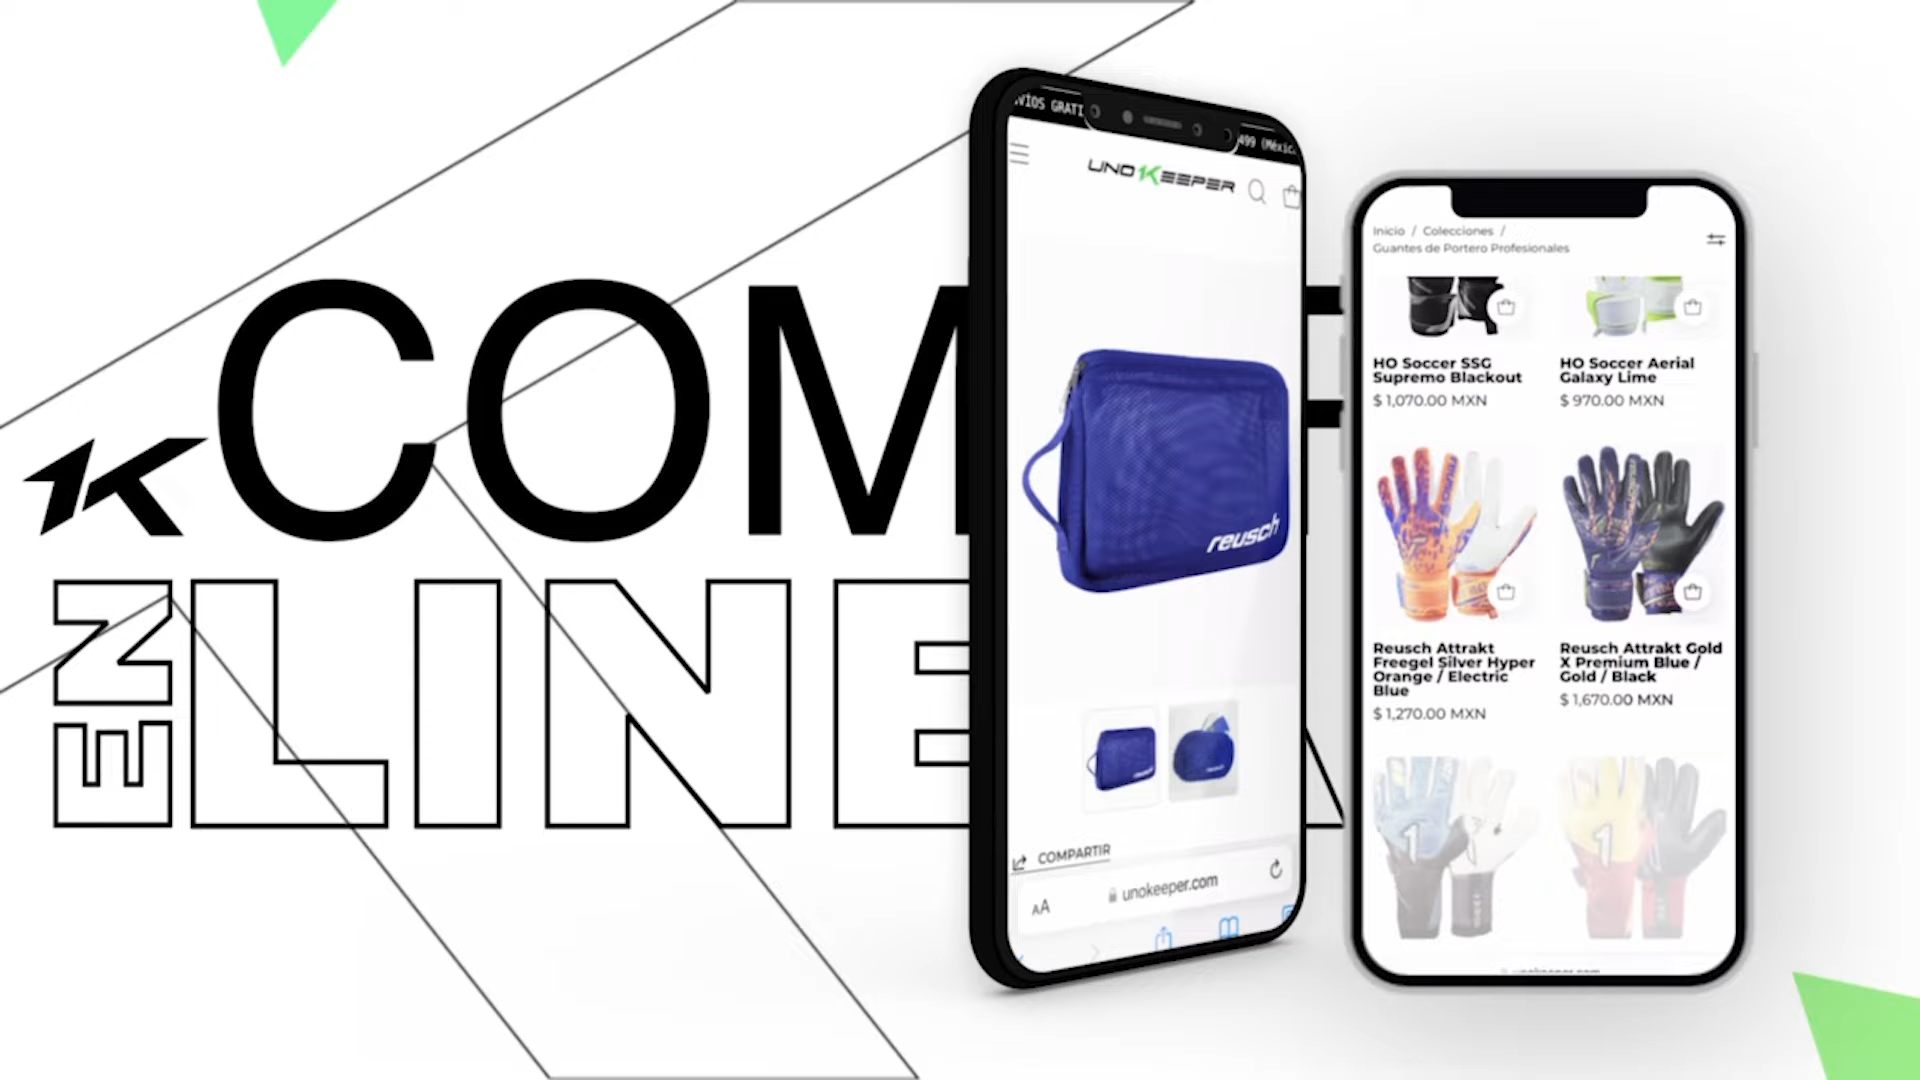 1K COM
EN LINE
VÍOS GRATI
499 (Méxic
UNO1KEEPER
reusch
COMPARTIR
AA
unokeeper.com
Inicio / Colecciones /
Guantes de Portero Profesionales
HO Soccer SSG
Supremo Blackout
$ 1,070.00 MXN
HO Soccer Aerial
Galaxy Lime
$ 970.00 MXN
Reusch Attrakt
Freegel Silver Hyper
Orange / Electric
Blue
$ 1,270.00 MXN
Reusch Attrakt Gold
X Premium Blue /
Gold / Black
$ 1,670.00 MXN